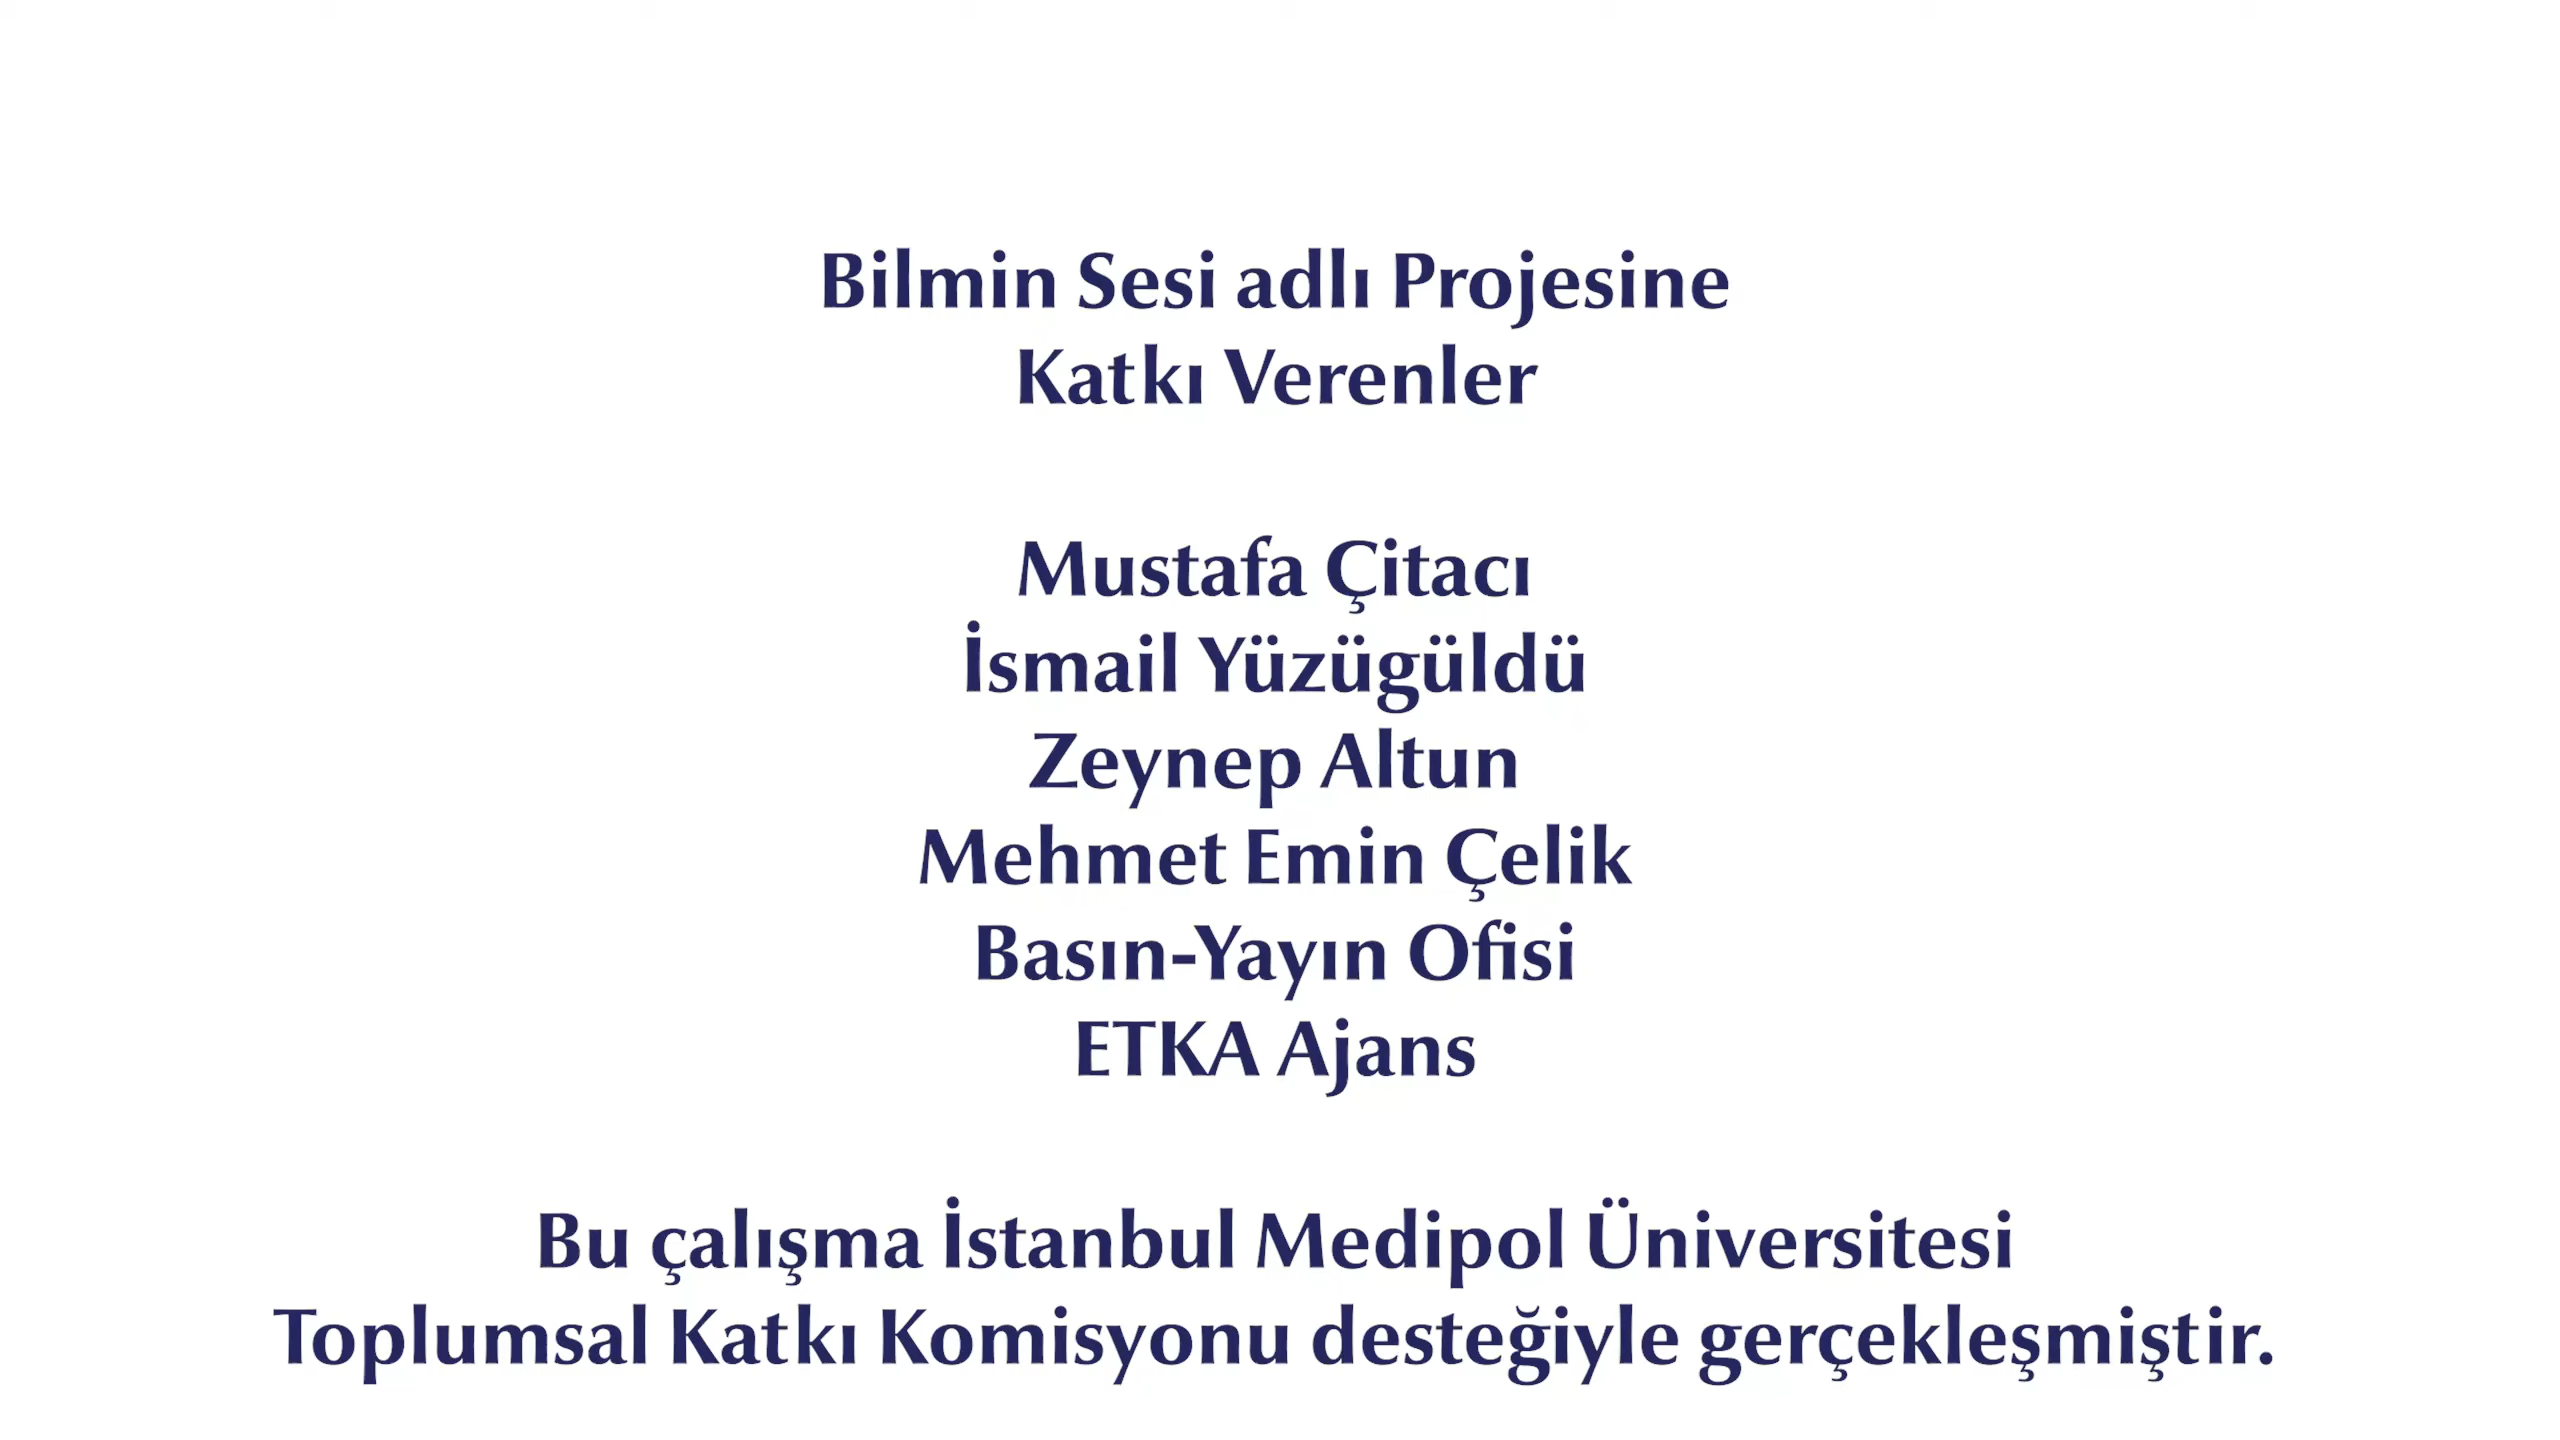 Bilmin Sesi adlı Projesine
Katkı Verenler
Mustafa Çitacı
İsmail Yüzügüldü
Zeynep Altun
Mehmet Emin Çelik
Basın-Yayın Ofisi
ETKA Ajans
Bu çalışma İstanbul Medipol Üniversitesi
Toplumsal Katkı Komisyonu desteğiyle gerçekleşmiştir.